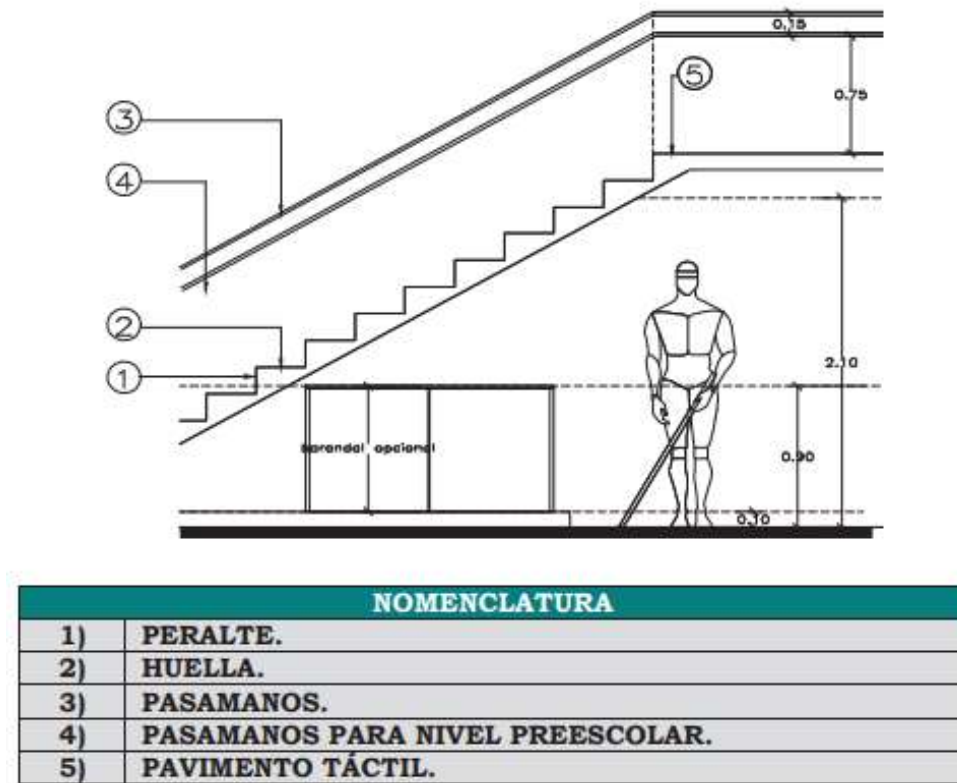 0.15
5
0.75
3
4
2
1
2.10
barandal opcional
0.90
0.10
NOMENCLATURA
1) PERALTE.
2) HUELLA.
3) PASAMANOS.
4) PASAMANOS PARA NIVEL PREESCOLAR.
5) PAVIMENTO TÁCTIL.